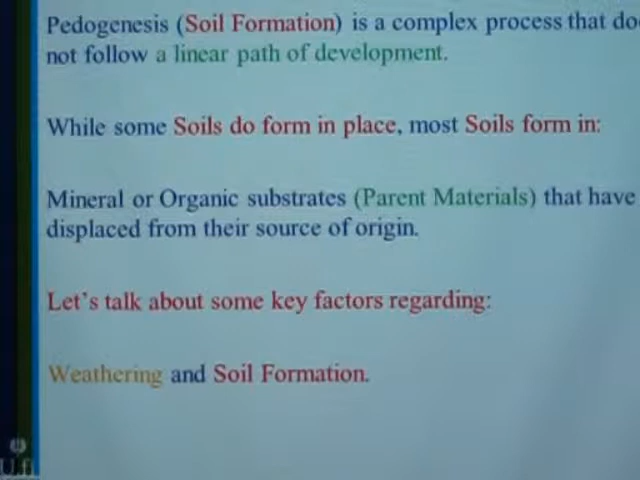 Pedogenesis (Soil Formation) is a complex process that do
not follow a linear path of development.
While some Soils do form in place, most Soils form in:
Mineral or Organic substrates (Parent Materials) that have
displaced from their source of origin.
Let's talk about some key factors regarding:
Weathering and Soil Formation.